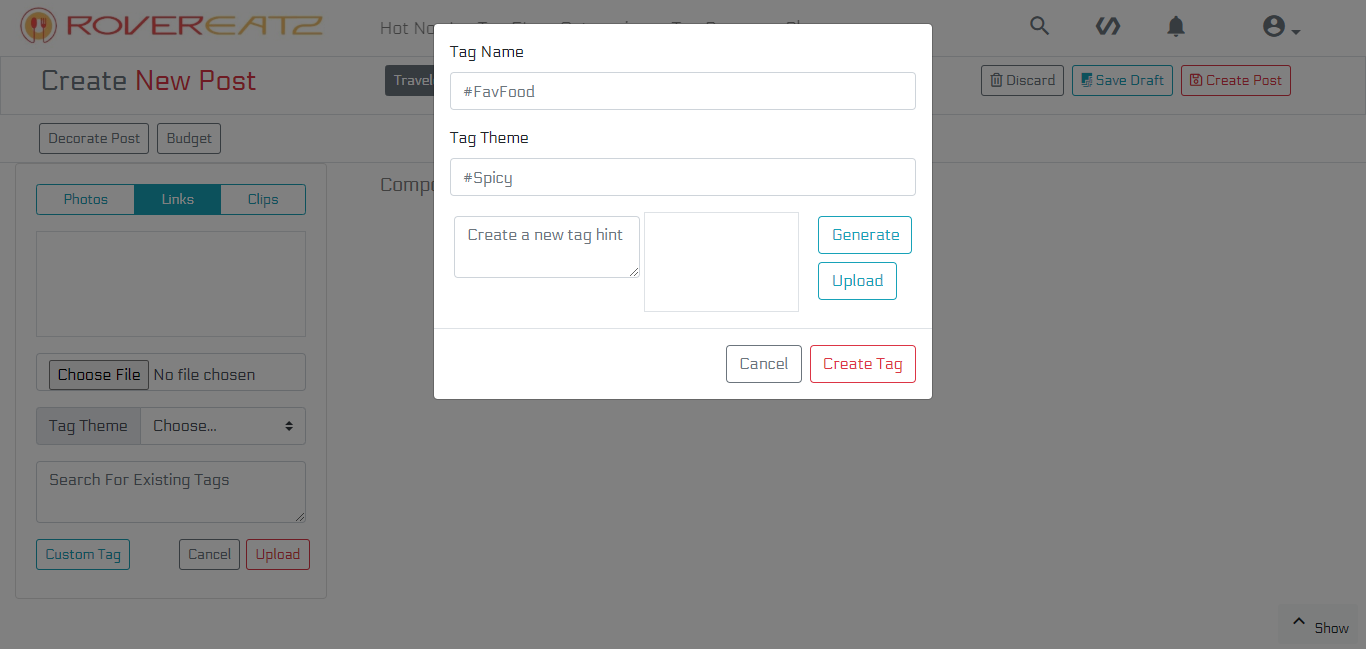 ROVEREATZ
Hot No
Create New Post
Travel
Discard
Save Draft
Create Post
Decorate Post
Budget
Photos
Links
Clips
Choose File No file chosen
Tag Theme
Choose...
Search For Existing Tags
Custom Tag
Cancel
Upload
Comp
Tag Name
#FavFood
Tag Theme
#Spicy
Create a new tag hint
Generate
Upload
Cancel
Create Tag
Show